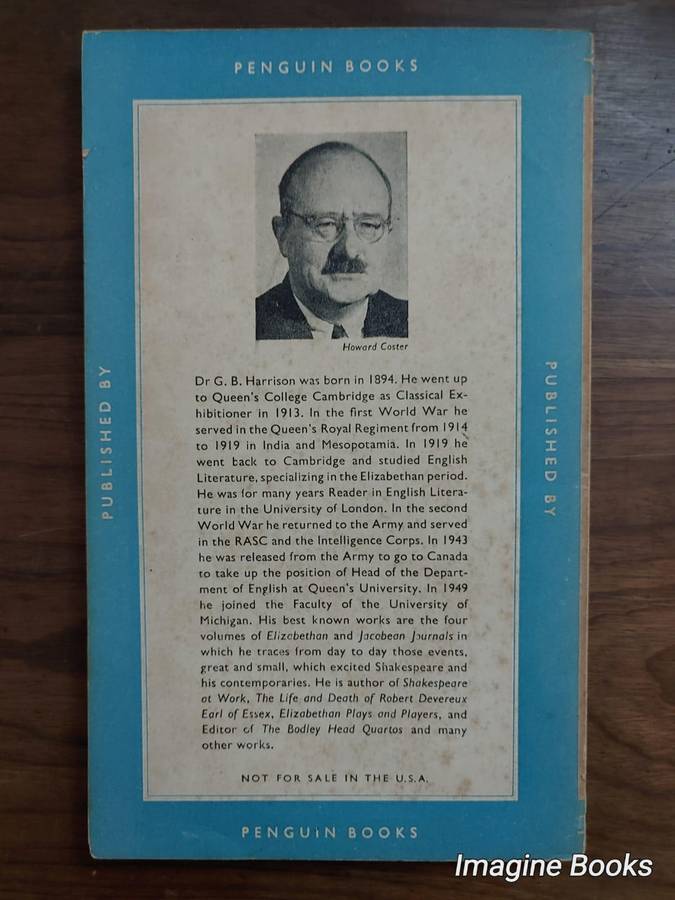 PENGUIN BOOKS
Howard Coster
Dr G. B. Harrison was born in 1894. He went up
to Queen's College Cambridge as Classical Ex-
hibitioner in 1913. In the first World War he
served in the Queen's Royal Regiment from 1914
to 1919 in India and Mesopotamia. In 1919 he
went back to Cambridge and studied English
Literature, specializing in the Elizabethan period.
He was for many years Reader in English Litera-
ture in the University of London. In the second
World War he returned to the Army and served
in the RASC and the Intelligence Corps. In 1943
he was released from the Army to go to Canada
to take up the position of Head of the Depart-
ment of English at Queen's University. In 1949
he joined the Faculty of the University of
Michigan. His best known works are the four
volumes of Elizabethan and Jacobean Journals in
which he traces from day to day those events,
great and small, which excited Shakespeare and
his contemporaries. He is author of Shakespeare
at Work, The Life and Death of Robert Devereux
Earl of Essex, Elizabethan Plays and Players, and
Editor of The Bodley Head Quartos and many
other works.
NOT FOR SALE IN THE U.S.A.
PUBLISHED BY
PUBLISHED BY
PENGUIN BOOKS
Imagine Books